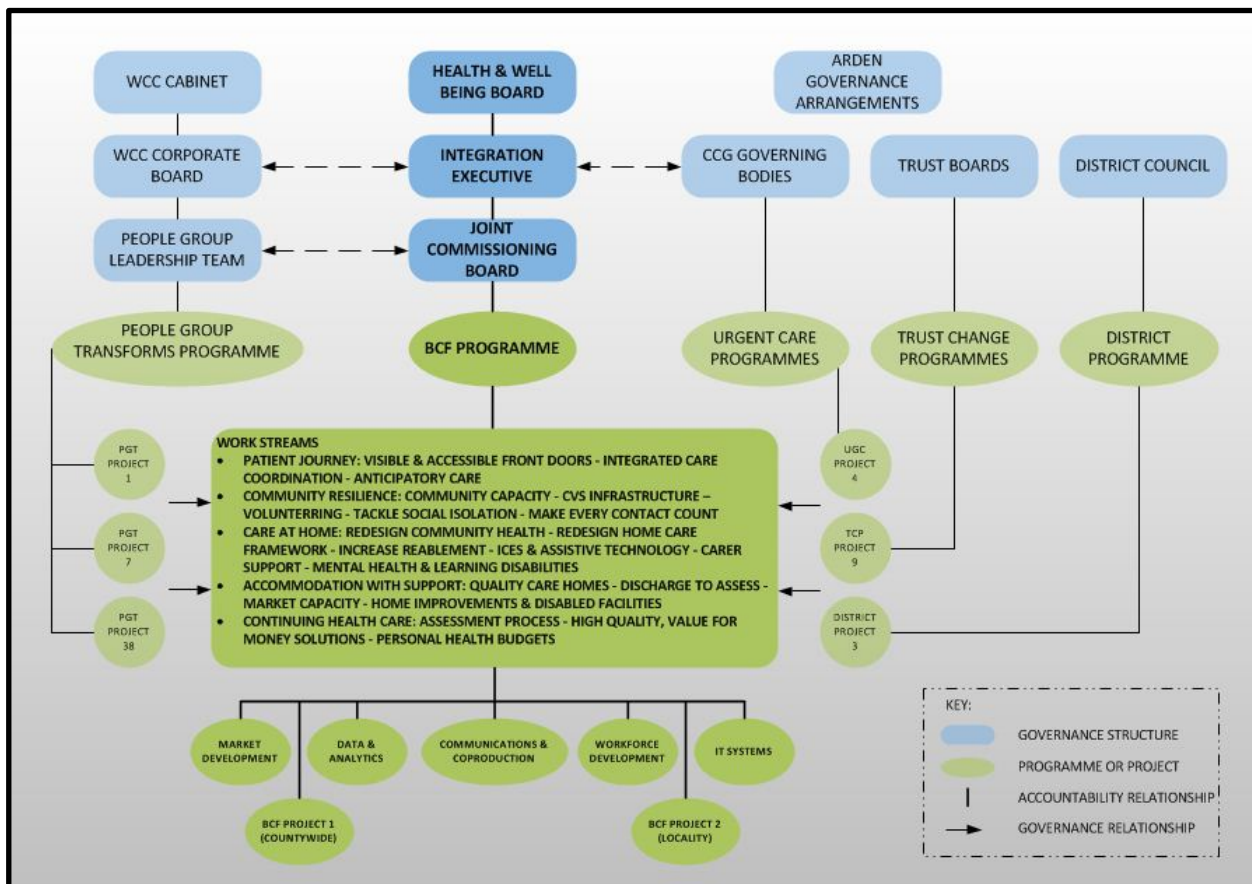 WCC CABINET
HEALTH & WELL
BEING BOARD
ARDEN
GOVERNANCE
ARRANGEMENTS
WCC CORPORATE
BOARD
INTEGRATION
EXECUTIVE
CCG GOVERNING
BODIES
TRUST BOARDS
DISTRICT COUNCIL
PEOPLE GROUP
LEADERSHIP TEAM
JOINT
COMMISSIONING
BOARD
PEOPLE GROUP
TRANSFORMS PROGRAMME
BCF PROGRAMME
URGENT CARE
PROGRAMMES
TRUST CHANGE
PROGRAMMES
DISTRICT
PROGRAMME
PGT
PROJECT
1
PGT
PROJECT
7
PGT
PROJECT
38
WORK STREAMS
• PATIENT JOURNEY: VISIBLE & ACCESSIBLE FRONT DOORS - INTEGRATED CARE
COORDINATION - ANTICIPATORY CARE
• COMMUNITY RESILIENCE: COMMUNITY CAPACITY - CVS INFRASTRUCTURE –
VOLUNTERRING - TACKLE SOCIAL ISOLATION - MAKE EVERY CONTACT COUNT
• CARE AT HOME: REDESIGN COMMUNITY HEALTH - REDESIGN HOME CARE
FRAMEWORK - INCREASE REABLEMENT - ICES & ASSISTIVE TECHNOLOGY - CARER
SUPPORT - MENTAL HEALTH & LEARNING DISABILITIES
• ACCOMMODATION WITH SUPPORT: QUALITY CARE HOMES - DISCHARGE TO ASSESS -
MARKET CAPACITY - HOME IMPROVEMENTS & DISABLED FACILITIES
• CONTINUING HEALTH CARE: ASSESSMENT PROCESS - HIGH QUALITY, VALUE FOR
MONEY SOLUTIONS - PERSONAL HEALTH BUDGETS
UGC
PROJECT
4
TCP
PROJECT
9
DISTRICT
PROJECT
3
MARKET
DEVELOPMENT
DATA &
ANALYTICS
COMMUNICATIONS &
COPRODUCTION
WORKFORCE
DEVELOPMENT
IT SYSTEMS
BCF PROJECT 1
(COUNTYWIDE)
BCF PROJECT 2
(LOCALITY)
KEY:
GOVERNANCE STRUCTURE
PROGRAMME OR PROJECT
ACCOUNTABILITY RELATIONSHIP
GOVERNANCE RELATIONSHIP